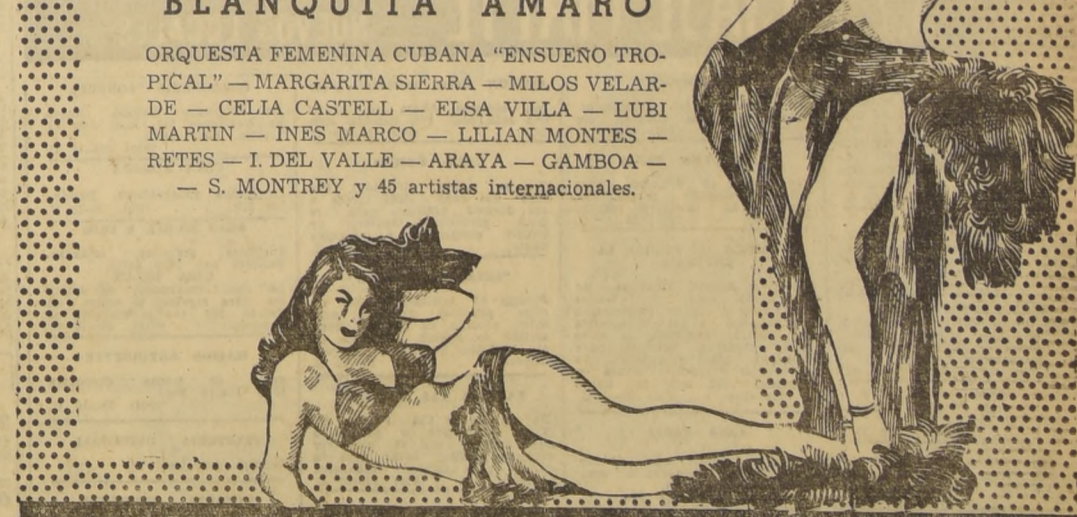 BLANQUITA AMARO
ORQUESTA FEMENINA CUBANA "ENSUEÑO TRO-
PICAL" — MARGARITA SIERRA — MILOS VELAR-
DE — CELIA CASTELL — ELSA VILLA — LUBI
MARTIN — INES MARCO — LILIAN MONTES —
RETES — I. DEL VALLE — ARAYA — GAMBOA —
— S. MONTREY y 45 artistas internacionales.